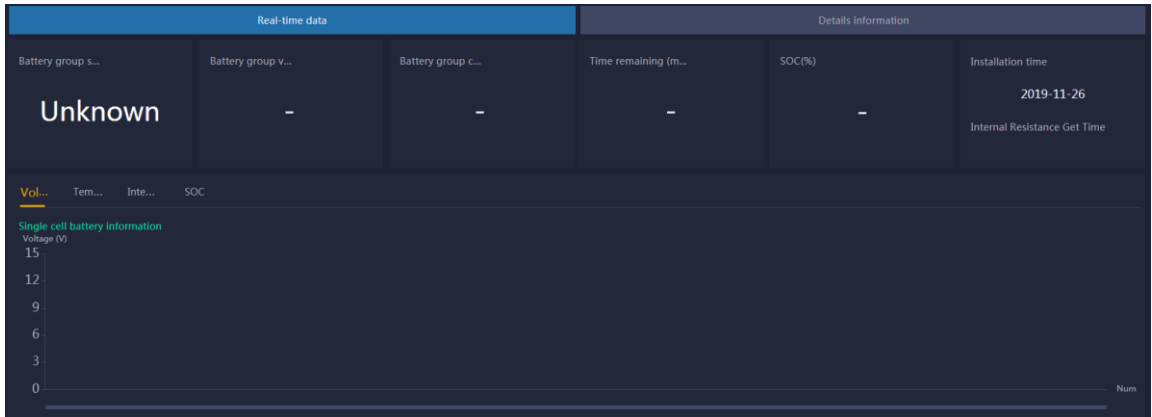 Real-time data
Details information
Battery group s...
Battery group v...
Battery group c...
Time remaining (m...
SOC(%)
Installation time
Unknown
-
-
-
-
2019-11-26
Internal Resistance Get Time
Vol...
Tem...
Inte...
SOC
Single cell battery information
Voltage (V)
15
12
9
6
3
0
Num